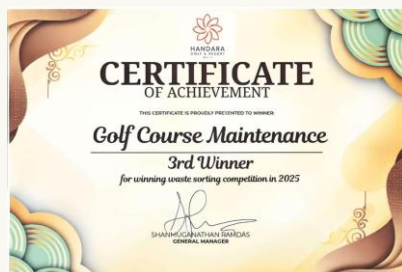 HANDARA
GOLF & RESORT
CERTIFICATE
OF ACHIEVEMENT
THIS CERTIFICATE IS PROUDLY PRESENTED TO WINNER:
Golf Course Maintenance
3rd Winner
for winning waste sorting competition in 2025
SHANMUGANATHAN RAMDAS
GENERAL MANAGER